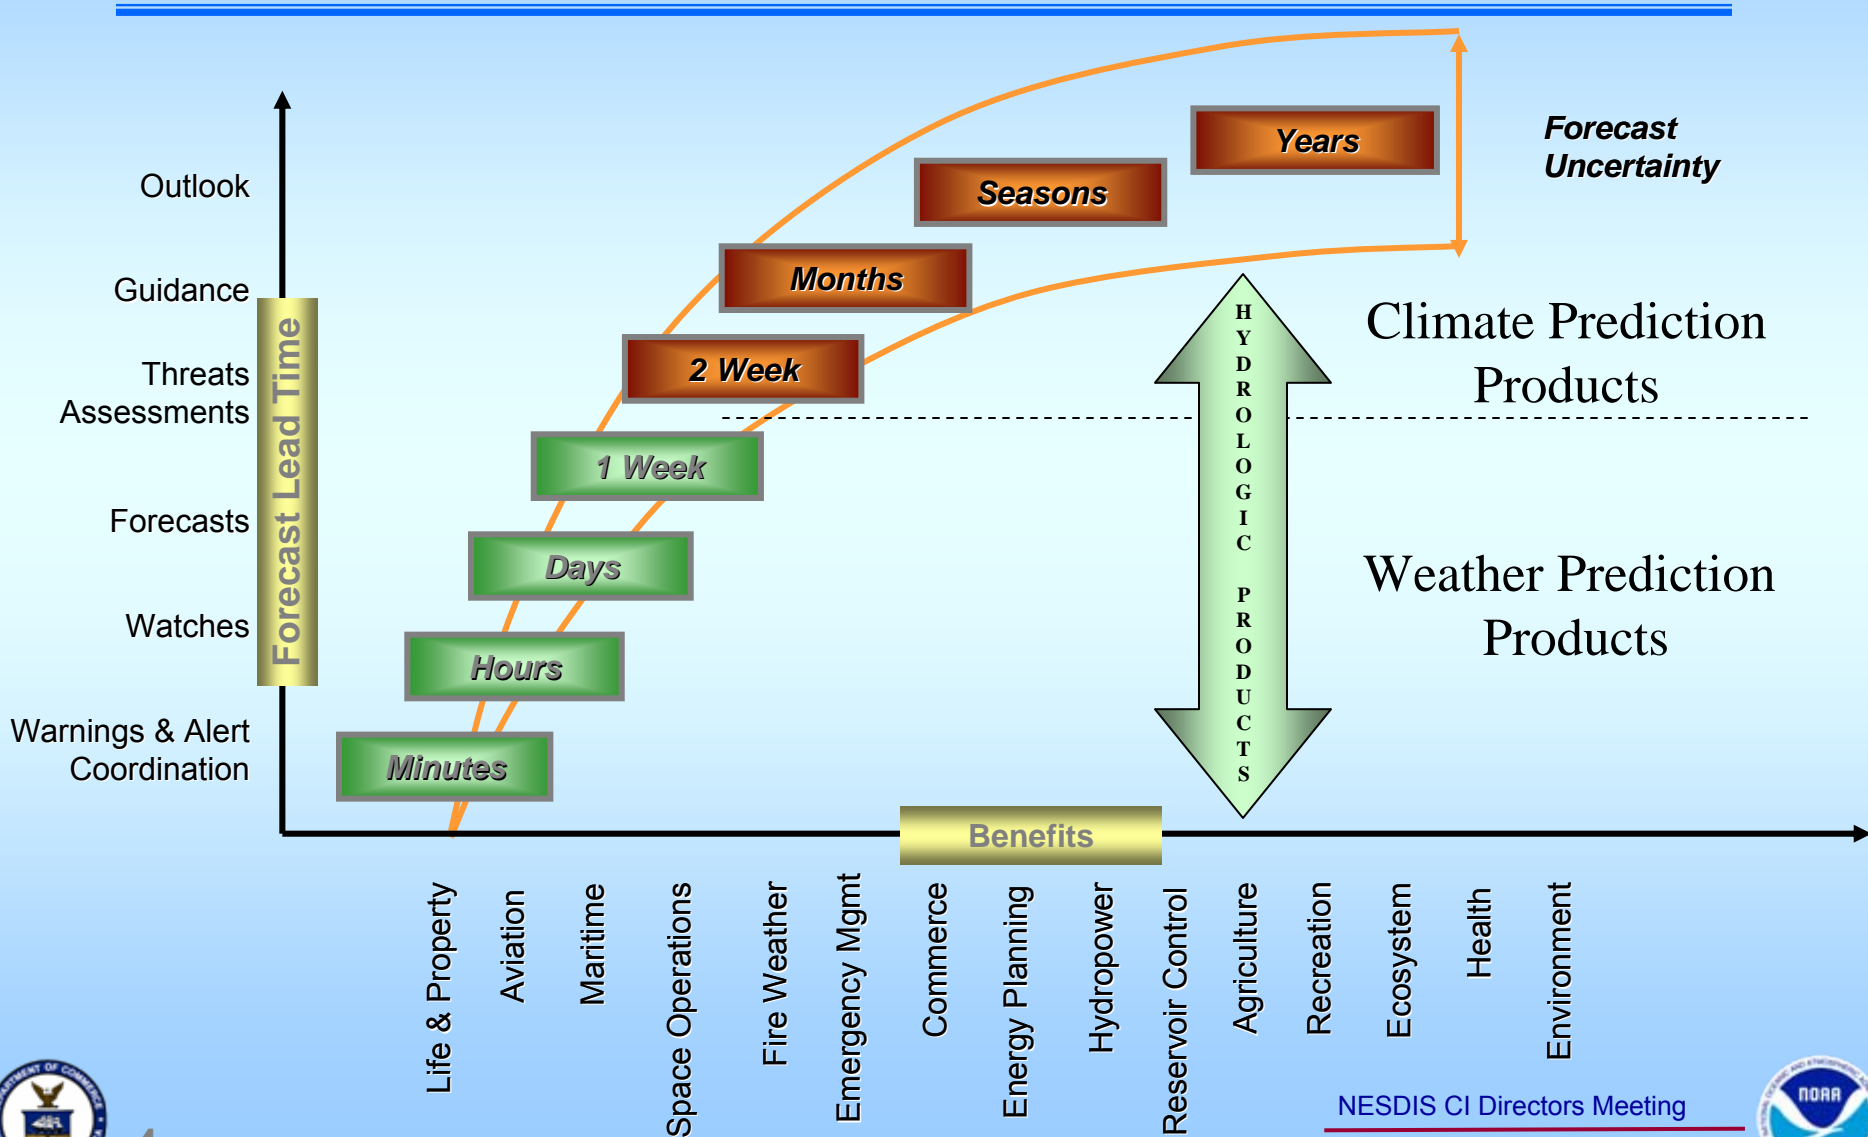 Outlook
Guidance
Threats
Assessments
Forecasts
Watches
Warnings & Alert
Coordination
Forecast Lead Time
Years
Seasons
Months
2 Week
1 Week
Days
Hours
Minutes
Forecast
Uncertainty
HYDROLOGIC PRODUCTS
Climate Prediction
Products
Weather Prediction
Products
Benefits
Life & Property
Aviation
Maritime
Space Operations
Fire Weather
Emergency Mgmt
Commerce
Energy Planning
Hydropower
Reservoir Control
Agriculture
Recreation
Ecosystem
Health
Environment
NESDIS CI Directors Meeting
NOAA